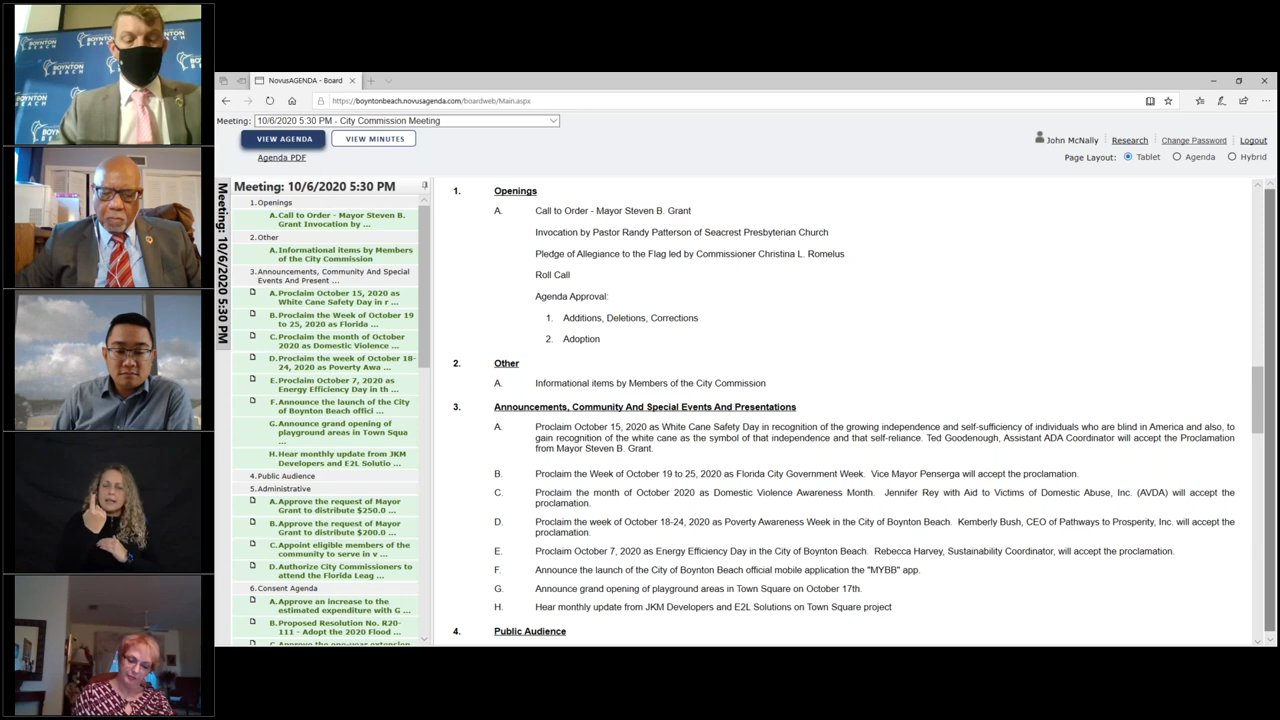 BOYNTON
BEACH
BOYNTON
BEACH
BOYNTON
BEACH
BOYNTON
BEACH
NovusAGENDA - Board
https://boyntonbeach.novusagenda.com/boardweb/Main.aspx
Meeting: 10/6/2020 5:30 PM - City Commission Meeting
VIEW AGENDA VIEW MINUTES
Agenda PDF
John McNally Research Change Password Logout
Page Layout: Tablet Agenda Hybrid
Meeting: 10/6/2020 5:30 PM
Meeting: 10/6/2020 5:30 PM
1.Openings
A.Call to Order - Mayor Steven B.
Grant Invocation by ...
2.Other
A.Informational items by Members
of the City Commission
3.Announcements, Community And Special
Events And Present ...
A.Proclaim October 15, 2020 as
White Cane Safety Day in r ...
B.Proclaim the Week of October 19
to 25, 2020 as Florida ...
C.Proclaim the month of October
2020 as Domestic Violence ...
D.Proclaim the week of October 18-
24, 2020 as Poverty Awa ...
E.Proclaim October 7, 2020 as
Energy Efficiency Day in th ...
F.Announce the launch of the City
of Boynton Beach offici ...
G.Announce grand opening of
playground areas in Town Squa
...
H.Hear monthly update from JKM
Developers and E2L Solutio ...
4.Public Audience
5.Administrative
A.Approve the request of Mayor
Grant to distribute $250.0 ...
B.Approve the request of Mayor
Grant to distribute $200.0 ...
C.Appoint eligible members of the
community to serve in v ...
D.Authorize City Commissioners to
attend the Florida Leag ...
6.Consent Agenda
A.Approve an increase to the
estimated expenditure with G ...
B.Proposed Resolution No. R20-
111 - Adopt the 2020 Flood ...
C.Approve the one-year extension
1. Openings
A. Call to Order - Mayor Steven B. Grant
Invocation by Pastor Randy Patterson of Seacrest Presbyterian Church
Pledge of Allegiance to the Flag led by Commissioner Christina L. Romelus
Roll Call
Agenda Approval:
1. Additions, Deletions, Corrections
2. Adoption
2. Other
A. Informational items by Members of the City Commission
3. Announcements, Community And Special Events And Presentations
A. Proclaim October 15, 2020 as White Cane Safety Day in recognition of the growing independence and self-sufficiency of individuals who are blind in America and also, to
gain recognition of the white cane as the symbol of that independence and that self-reliance. Ted Goodenough, Assistant ADA Coordinator will accept the Proclamation
from Mayor Steven B. Grant.
B. Proclaim the Week of October 19 to 25, 2020 as Florida City Government Week. Vice Mayor Penserga will accept the proclamation.
C. Proclaim the month of October 2020 as Domestic Violence Awareness Month. Jennifer Rey with Aid to Victims of Domestic Abuse, Inc. (AVDA) will accept the
proclamation.
D. Proclaim the week of October 18-24, 2020 as Poverty Awareness Week in the City of Boynton Beach. Kemberly Bush, CEO of Pathways to Prosperity, Inc. will accept the
proclamation.
E. Proclaim October 7, 2020 as Energy Efficiency Day in the City of Boynton Beach. Rebecca Harvey, Sustainability Coordinator, will accept the proclamation.
F. Announce the launch of the City of Boynton Beach official mobile application the "MYBB" app.
G. Announce grand opening of playground areas in Town Square on October 17th.
H. Hear monthly update from JKM Developers and E2L Solutions on Town Square project
4. Public Audience